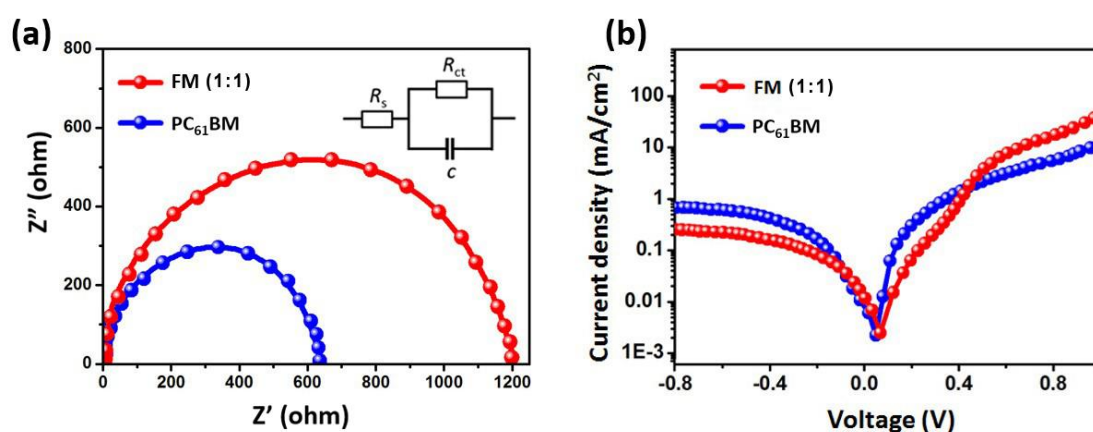 (a)
Z'' (ohm)
800
600
400
200
0
FM (1:1)
PC₆₁BM
Rs
Rct
c
0 200 400 600 800 1000 1200
Z' (ohm)
(b)
Current density (mA/cm²)
100
10
1
0.1
0.01
1E-3
FM (1:1)
PC₆₁BM
-0.8 -0.4 0.0 0.4 0.8
Voltage (V)